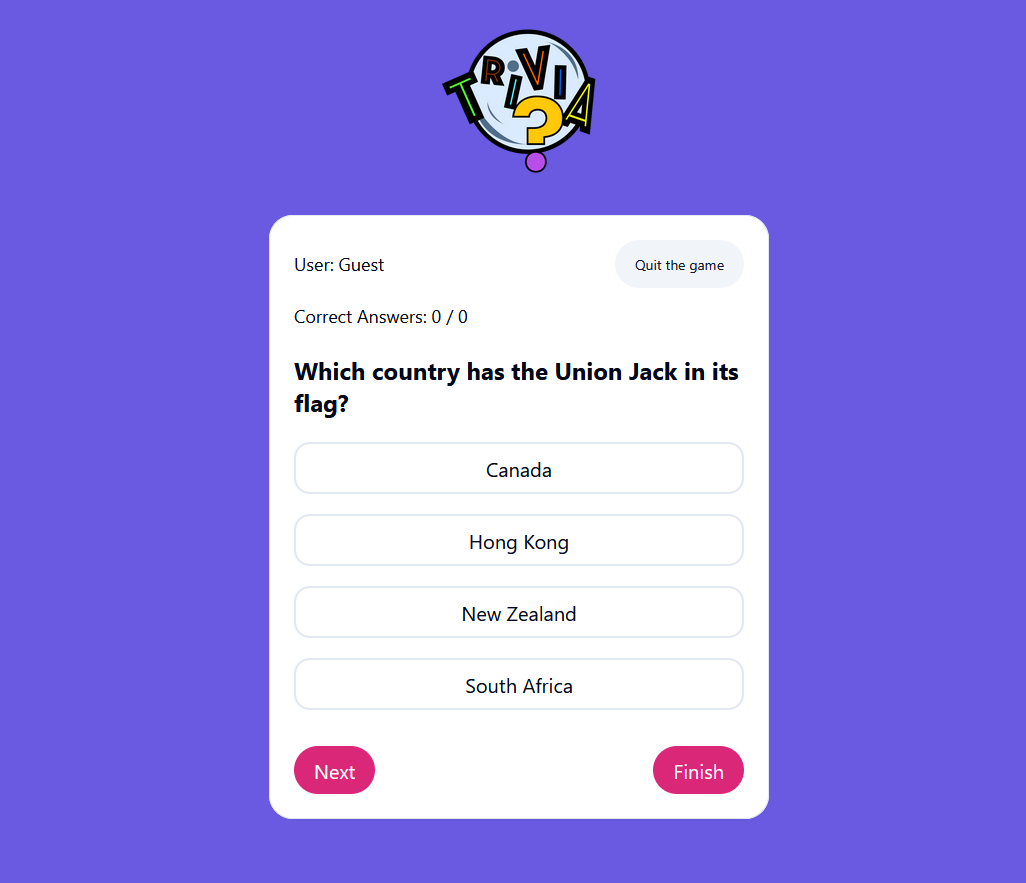 TRiVIA?
User: Guest
Quit the game
Correct Answers: 0 / 0
Which country has the Union Jack in its
flag?
Canada
Hong Kong
New Zealand
South Africa
Next
Finish